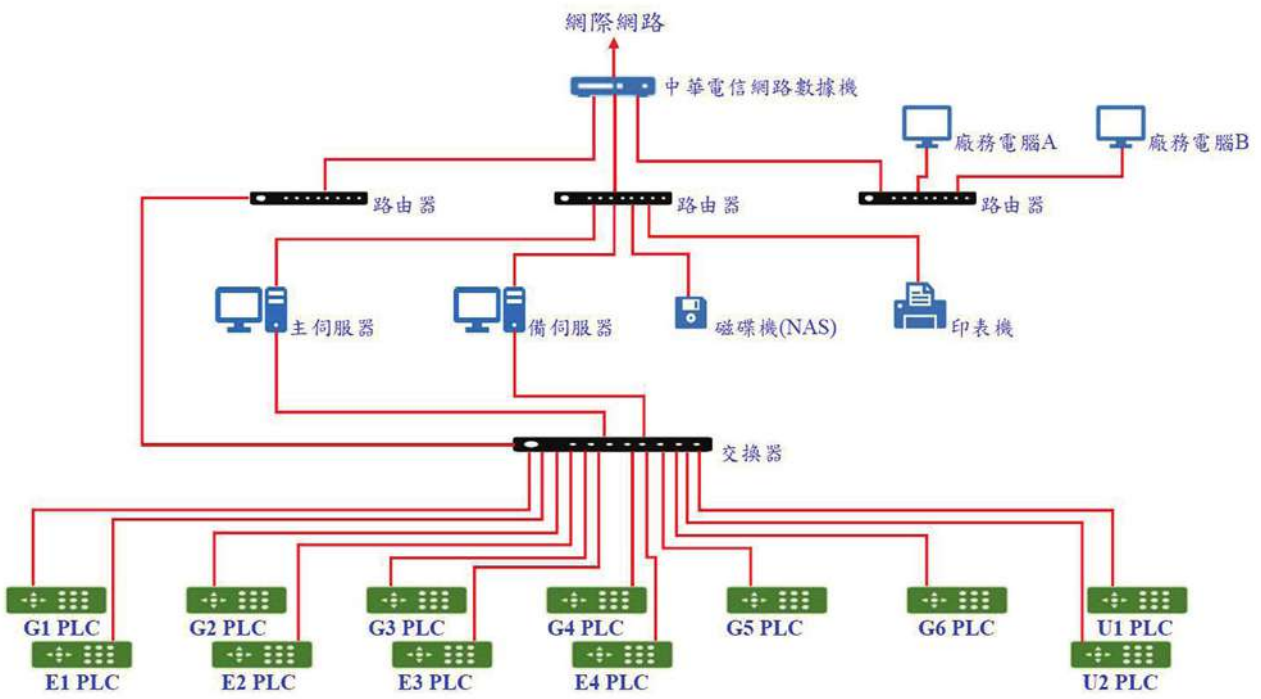 網際網路
中華電信網路數據機
廠務電腦A
廠務電腦B
路由器
路由器
路由器
主伺服器
備伺服器
磁碟機(NAS)
印表機
交換器
G1 PLC
G2 PLC
G3 PLC
G4 PLC
G5 PLC
G6 PLC
U1 PLC
E1 PLC
E2 PLC
E3 PLC
E4 PLC
U2 PLC